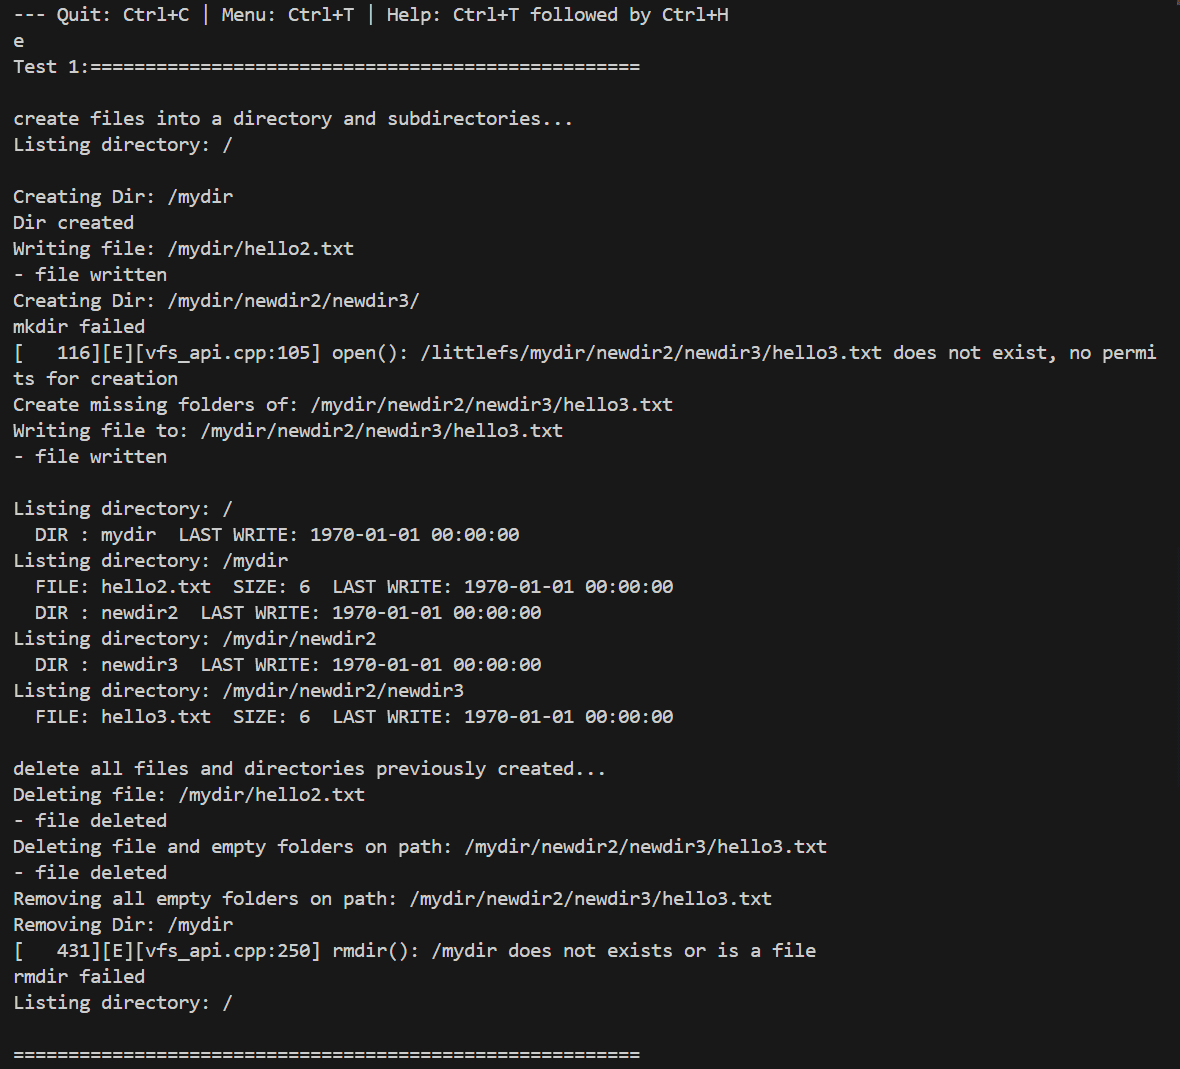 --- Quit: Ctrl+C | Menu: Ctrl+T | Help: Ctrl+T followed by Ctrl+H
e
Test 1:==================================================

create files into a directory and subdirectories...
Listing directory: /

Creating Dir: /mydir
Dir created
Writing file: /mydir/hello2.txt
- file written
Creating Dir: /mydir/newdir2/newdir3/
mkdir failed
[   116][E][vfs_api.cpp:105] open(): /littlefs/mydir/newdir2/newdir3/hello3.txt does not exist, no permi
ts for creation
Create missing folders of: /mydir/newdir2/newdir3/hello3.txt
Writing file to: /mydir/newdir2/newdir3/hello3.txt
- file written

Listing directory: /
  DIR : mydir  LAST WRITE: 1970-01-01 00:00:00
Listing directory: /mydir
  FILE: hello2.txt  SIZE: 6  LAST WRITE: 1970-01-01 00:00:00
  DIR : newdir2  LAST WRITE: 1970-01-01 00:00:00
Listing directory: /mydir/newdir2
  DIR : newdir3  LAST WRITE: 1970-01-01 00:00:00
Listing directory: /mydir/newdir2/newdir3
  FILE: hello3.txt  SIZE: 6  LAST WRITE: 1970-01-01 00:00:00

delete all files and directories previously created...
Deleting file: /mydir/hello2.txt
- file deleted
Deleting file and empty folders on path: /mydir/newdir2/newdir3/hello3.txt
- file deleted
Removing all empty folders on path: /mydir/newdir2/newdir3/hello3.txt
Removing Dir: /mydir
[   431][E][vfs_api.cpp:250] rmdir(): /mydir does not exists or is a file
rmdir failed
Listing directory: /

=========================================================